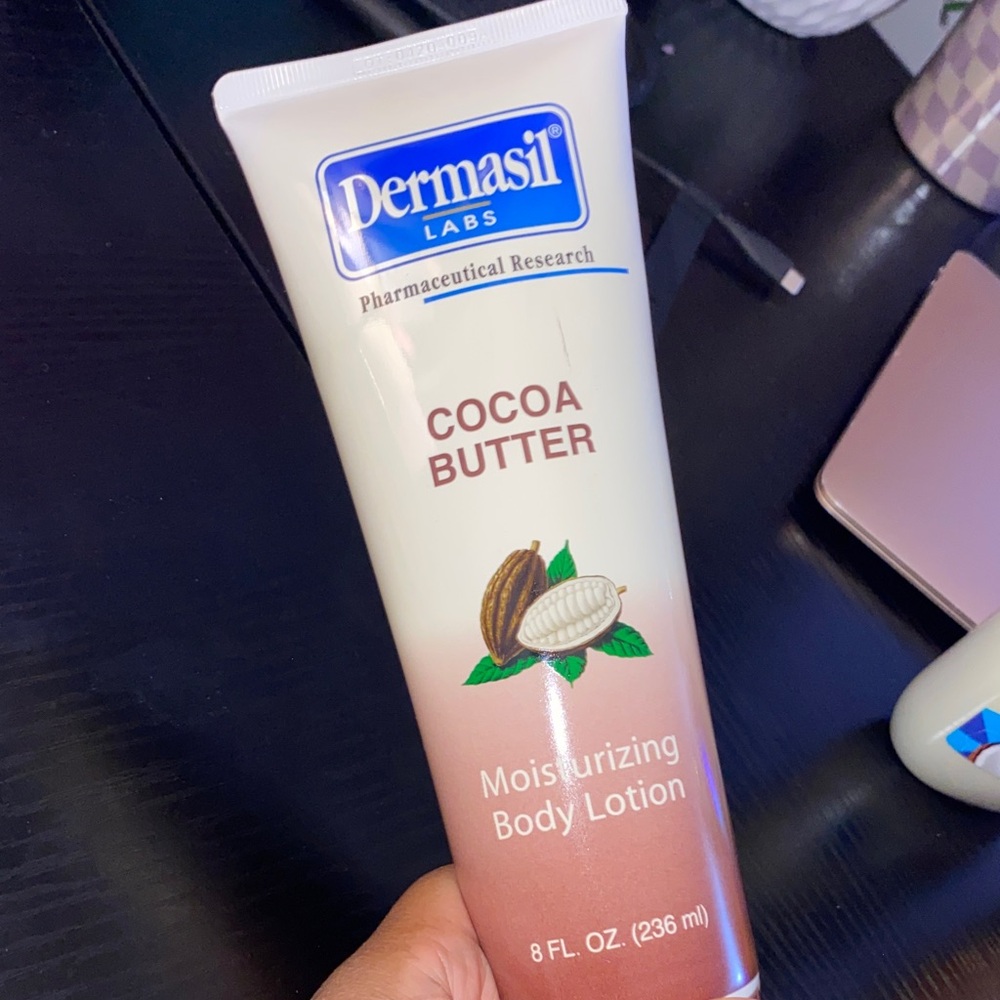 Dermasil®
LABS
Pharmaceutical Research
COCOA
BUTTER
Moisturizing
Body Lotion
8 FL. OZ. (236 ml)